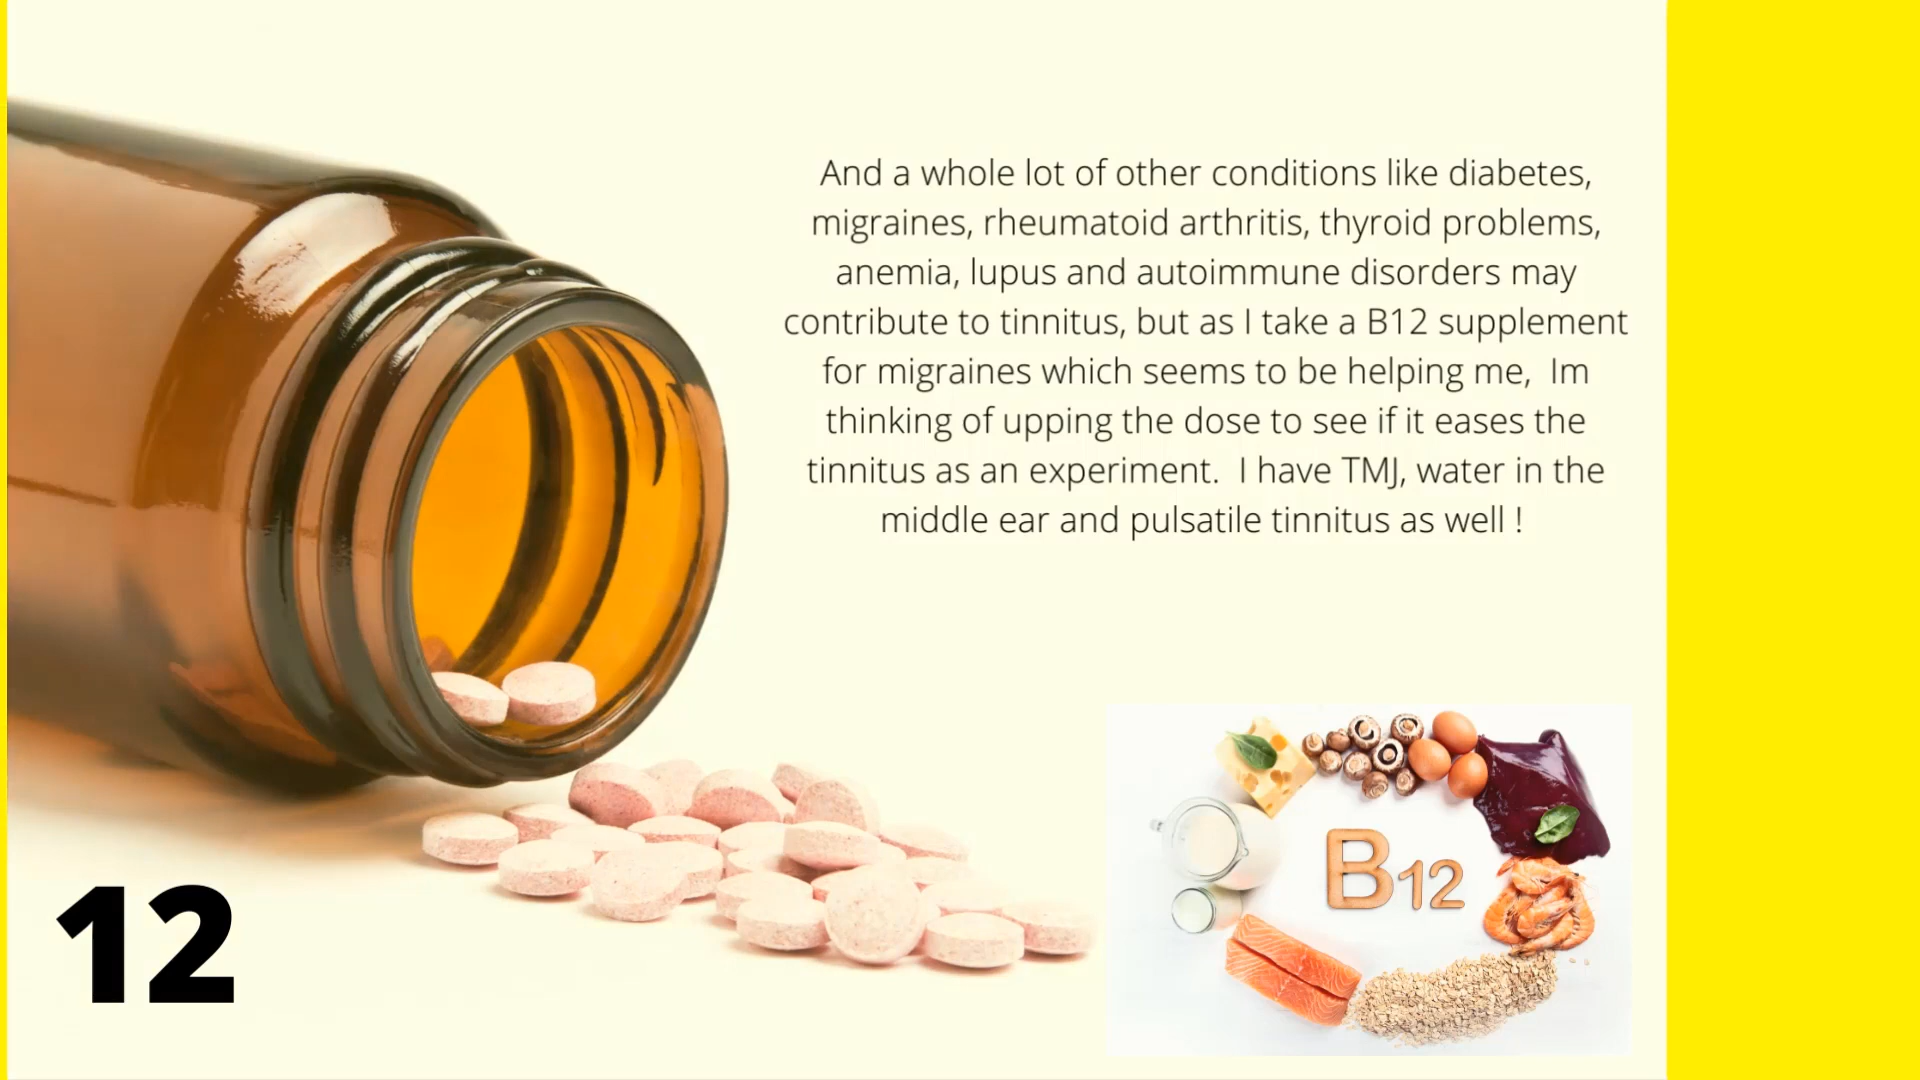 And a whole lot of other conditions like diabetes,
migraines, rheumatoid arthritis, thyroid problems,
anemia, lupus and autoimmune disorders may
contribute to tinnitus, but as I take a B12 supplement
for migraines which seems to be helping me,  Im
thinking of upping the dose to see if it eases the
tinnitus as an experiment.  I have TMJ, water in the
middle ear and pulsatile tinnitus as well !
B12
12